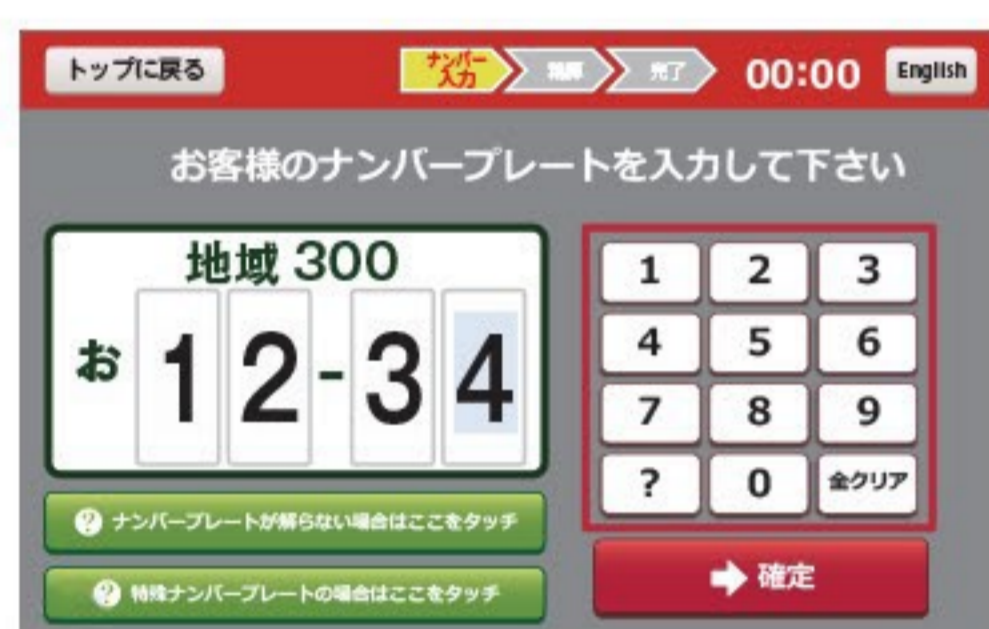 トップに戻る
ナンバー
入力
精算
完了
00:00
English
お客様のナンバープレートを入力して下さい
地域 300
お 12-34
1 2 3
4 5 6
7 8 9
? 0 全クリア
? ナンバープレートが解らない場合はここをタッチ
? 特殊ナンバープレートの場合はここをタッチ
確定